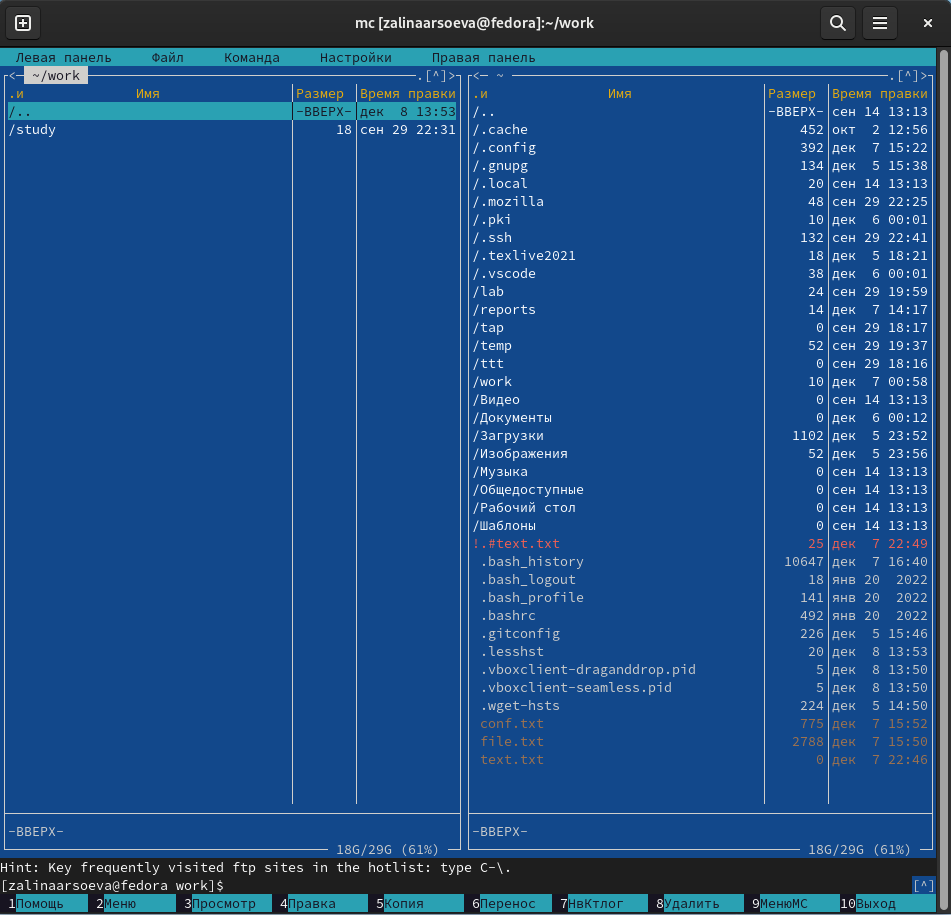 mc [zalinaarsoeva@fedora]:~/work
Левая панель Файл Команда Настройки Правая панель
<─ ~/work .[^]> <─ ~ .[^]>
.и Имя Размер Время правки .и Имя Размер Время правки
/.. -ВВЕРХ- дек 8 13:53 /.. -ВВЕРХ- сен 14 13:13
/study 18 сен 29 22:31 /.cache 452 окт 2 12:56
/.config 392 дек 7 15:22
/.gnupg 134 дек 5 15:38
/.local 20 сен 14 13:13
/.mozilla 48 сен 29 22:25
/.pki 10 дек 6 00:01
/.ssh 132 сен 29 22:41
/.texlive2021 18 дек 5 18:21
/.vscode 38 дек 6 00:01
/lab 24 сен 29 19:59
/reports 14 дек 7 14:17
/tap 0 сен 29 18:17
/temp 52 сен 29 19:37
/ttt 0 сен 29 18:16
/work 10 дек 7 00:58
/Видео 0 сен 14 13:13
/Документы 0 дек 6 00:12
/Загрузки 1102 дек 5 23:52
/Изображения 52 дек 5 23:56
/Музыка 0 сен 14 13:13
/Общедоступные 0 сен 14 13:13
/Рабочий стол 0 сен 14 13:13
/Шаблоны 0 сен 14 13:13
!.#text.txt 25 дек 7 22:49
.bash_history 10647 дек 7 16:40
.bash_logout 18 янв 20 2022
.bash_profile 141 янв 20 2022
.bashrc 492 янв 20 2022
.gitconfig 226 дек 5 15:46
.lesshst 20 дек 8 13:53
.vboxclient-draganddrop.pid 5 дек 8 13:50
.vboxclient-seamless.pid 5 дек 8 13:50
.wget-hsts 224 дек 5 14:50
conf.txt 775 дек 7 15:52
file.txt 2788 дек 7 15:50
text.txt 0 дек 7 22:46
-ВВЕРХ- -ВВЕРХ-
18G/29G (61%) 18G/29G (61%)
Hint: Key frequently visited ftp sites in the hotlist: type C-\.
[zalinaarsoeva@fedora work]$ [^]
1Помощь 2Меню 3Просмотр 4Правка 5Копия 6Перенос 7НвКтлог 8Удалить 9МенюМС 10Выход